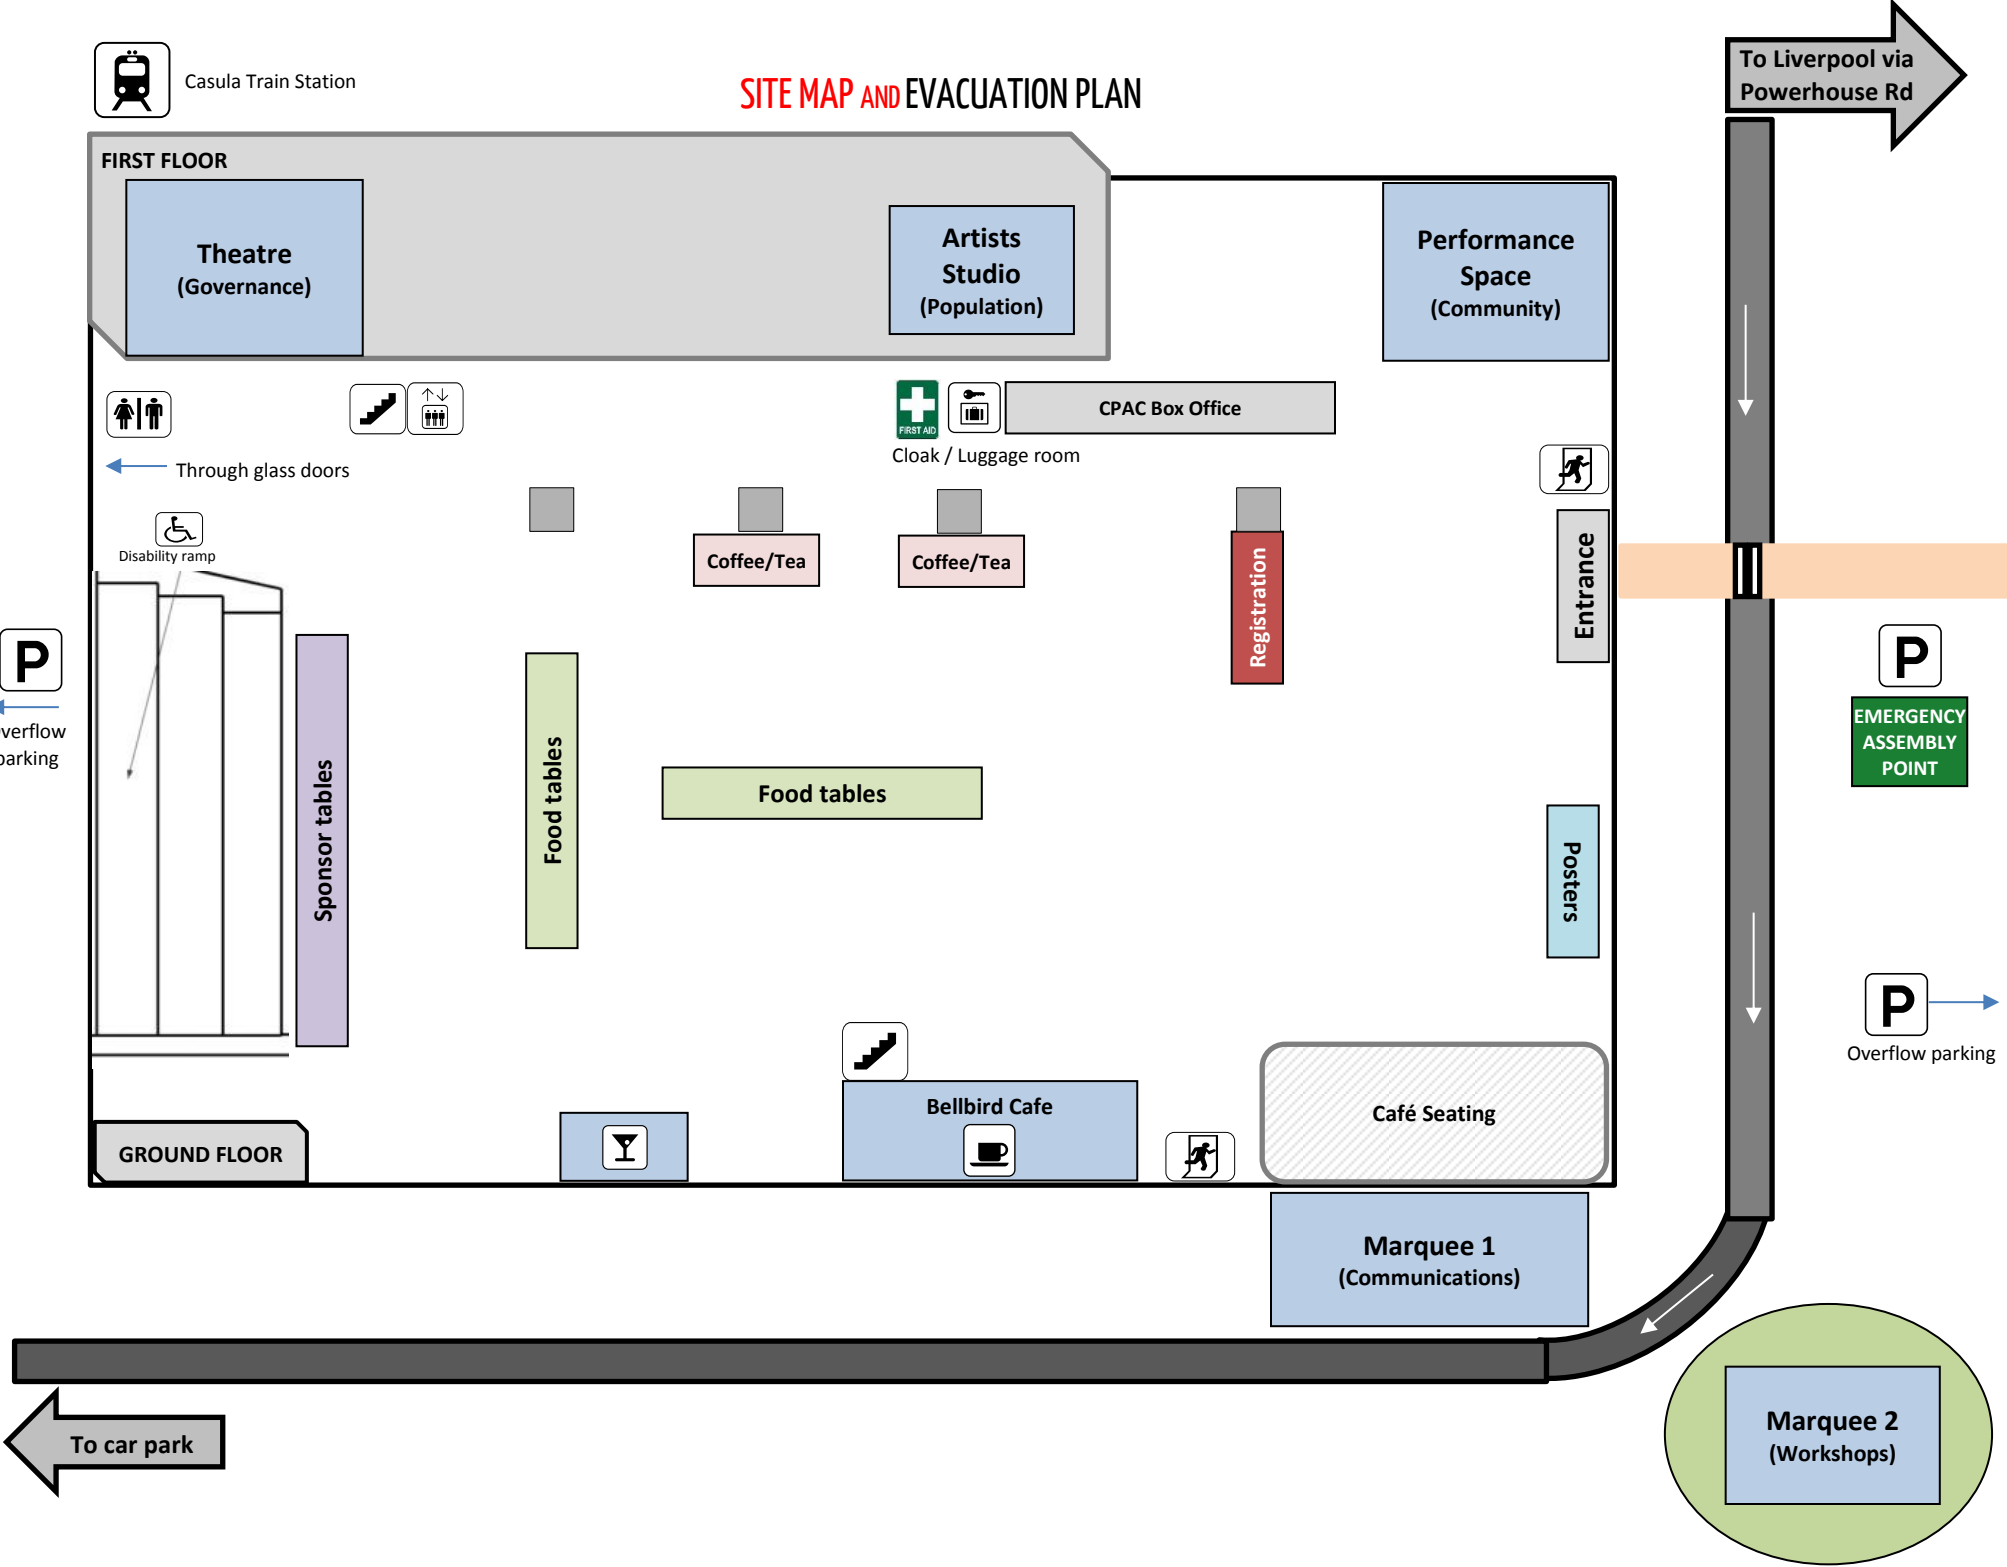 Casula Train Station
SITE MAP AND EVACUATION PLAN
To Liverpool via
Powerhouse Rd
FIRST FLOOR
Theatre
(Governance)
Artists
Studio
(Population)
Performance
Space
(Community)
FIRST AID
CPAC Box Office
Cloak / Luggage room
Through glass doors
Disability ramp
Coffee/Tea
Coffee/Tea
Registration
Entrance
P
verflow
parking
P
EMERGENCY
ASSEMBLY
POINT
Sponsor tables
Food tables
Food tables
Posters
P
Overflow parking
Bellbird Cafe
Café Seating
GROUND FLOOR
Marquee 1
(Communications)
To car park
Marquee 2
(Workshops)